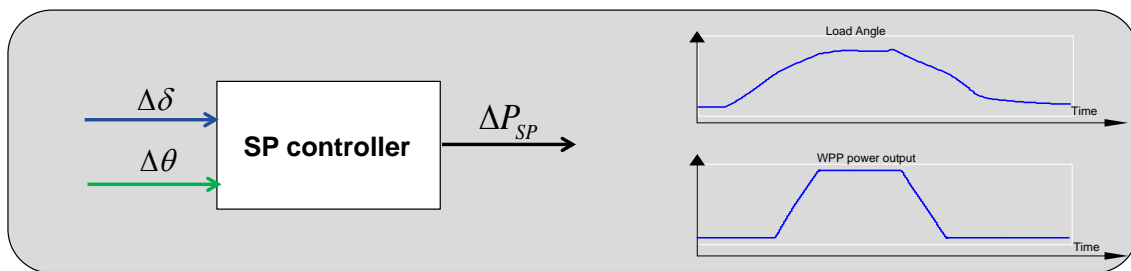 Δδ
Δθ
SP controller
ΔP_SP
Load Angle
Time
WPP power output
Time